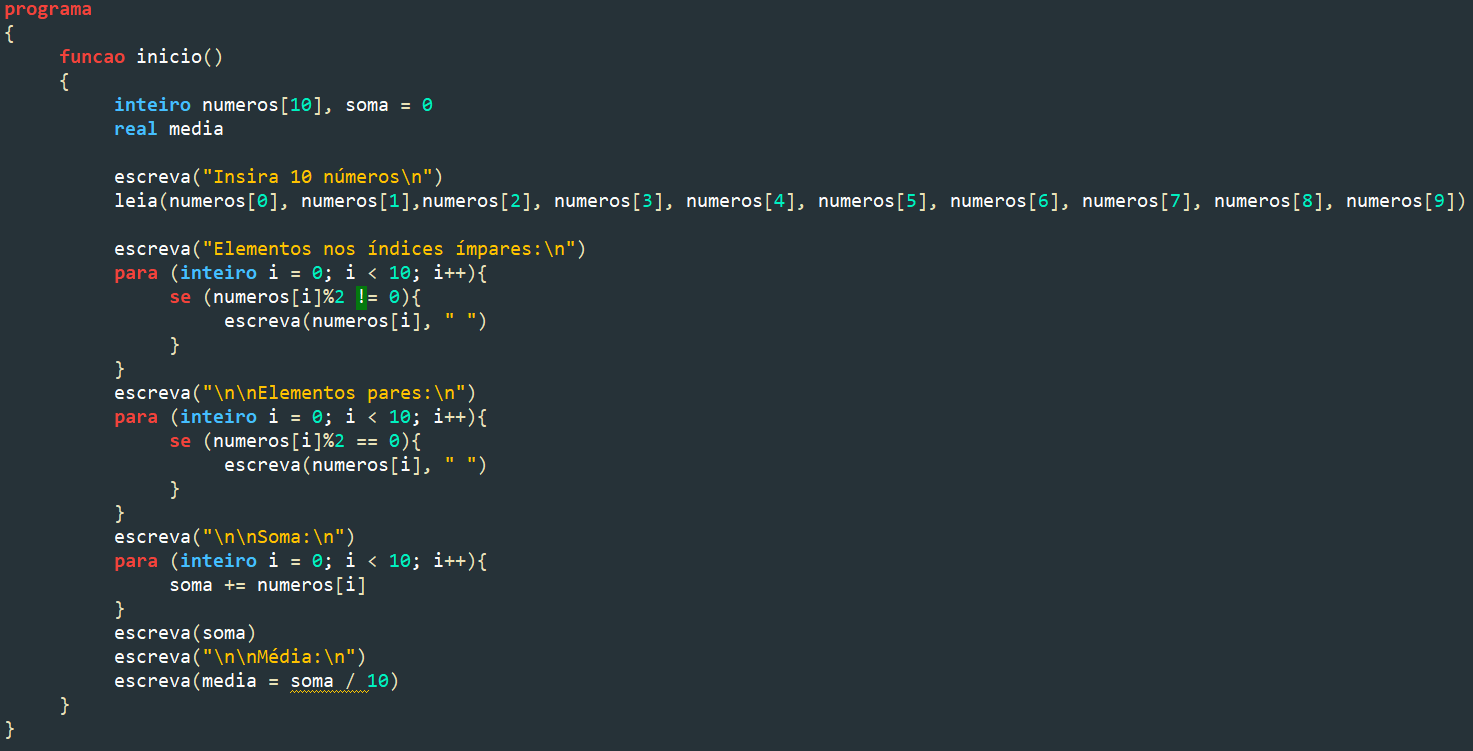 programa
{
funcao inicio()
{
inteiro numeros[10], soma = 0
real media
escreva("Insira 10 números\n")
leia(numeros[0], numeros[1],numeros[2], numeros[3], numeros[4], numeros[5], numeros[6], numeros[7], numeros[8], numeros[9])
escreva("Elementos nos índices ímpares:\n")
para (inteiro i = 0; i < 10; i++){
se (numeros[i]%2 != 0){
escreva(numeros[i], " ")
}
}
escreva("\n\nElementos pares:\n")
para (inteiro i = 0; i < 10; i++){
se (numeros[i]%2 == 0){
escreva(numeros[i], " ")
}
}
escreva("\n\nSoma:\n")
para (inteiro i = 0; i < 10; i++){
soma += numeros[i]
}
escreva(soma)
escreva("\n\nMédia:\n")
escreva(media = soma / 10)
}
}